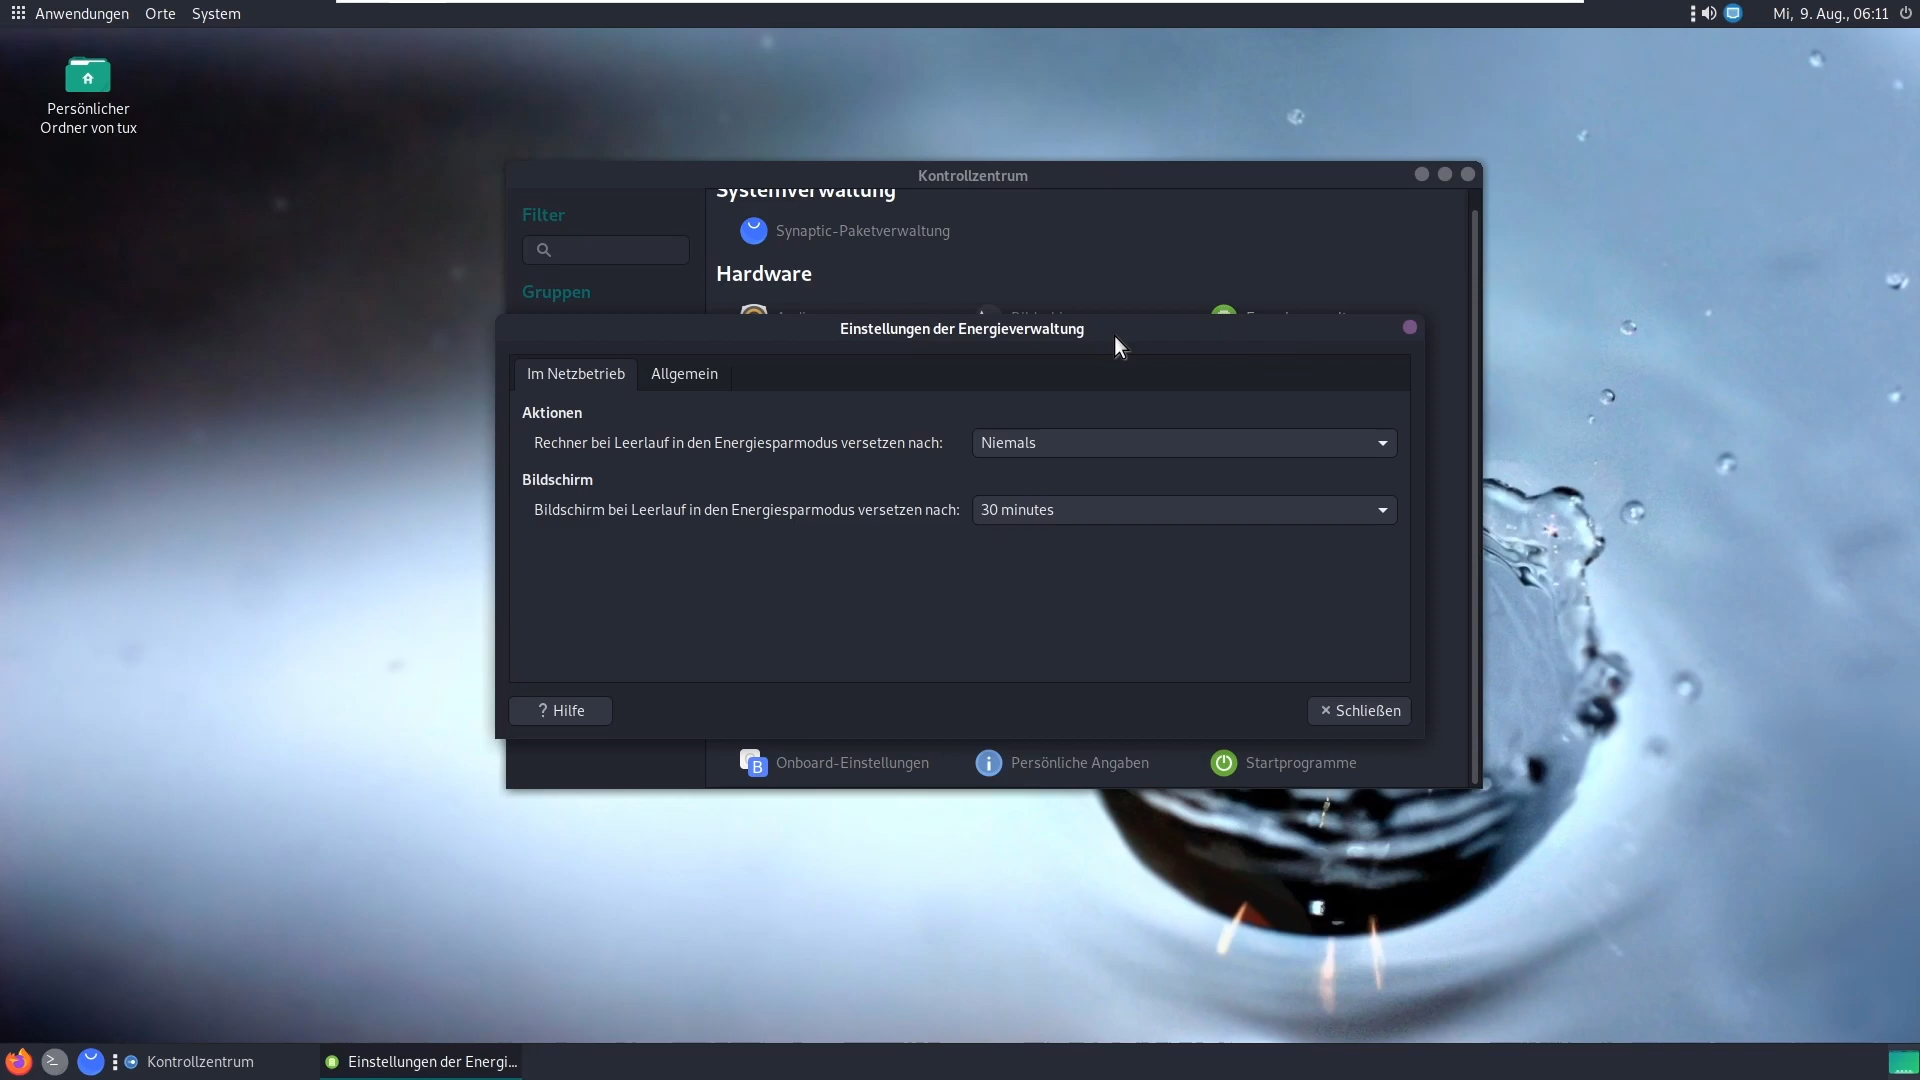 Anwendungen Orte System
Mi, 9. Aug., 06:11
Persönlicher
Ordner von tux
Kontrollzentrum
Filter
Gruppen
Systemverwaltung
Synaptic-Paketverwaltung
Hardware
Einstellungen der Energieverwaltung
Im Netzbetrieb Allgemein
Aktionen
Rechner bei Leerlauf in den Energiesparmodus versetzen nach: Niemals
Bildschirm
Bildschirm bei Leerlauf in den Energiesparmodus versetzen nach: 30 minutes
? Hilfe
× Schließen
Onboard-Einstellungen Persönliche Angaben Startprogramme
Kontrollzentrum Einstellungen der Energi...